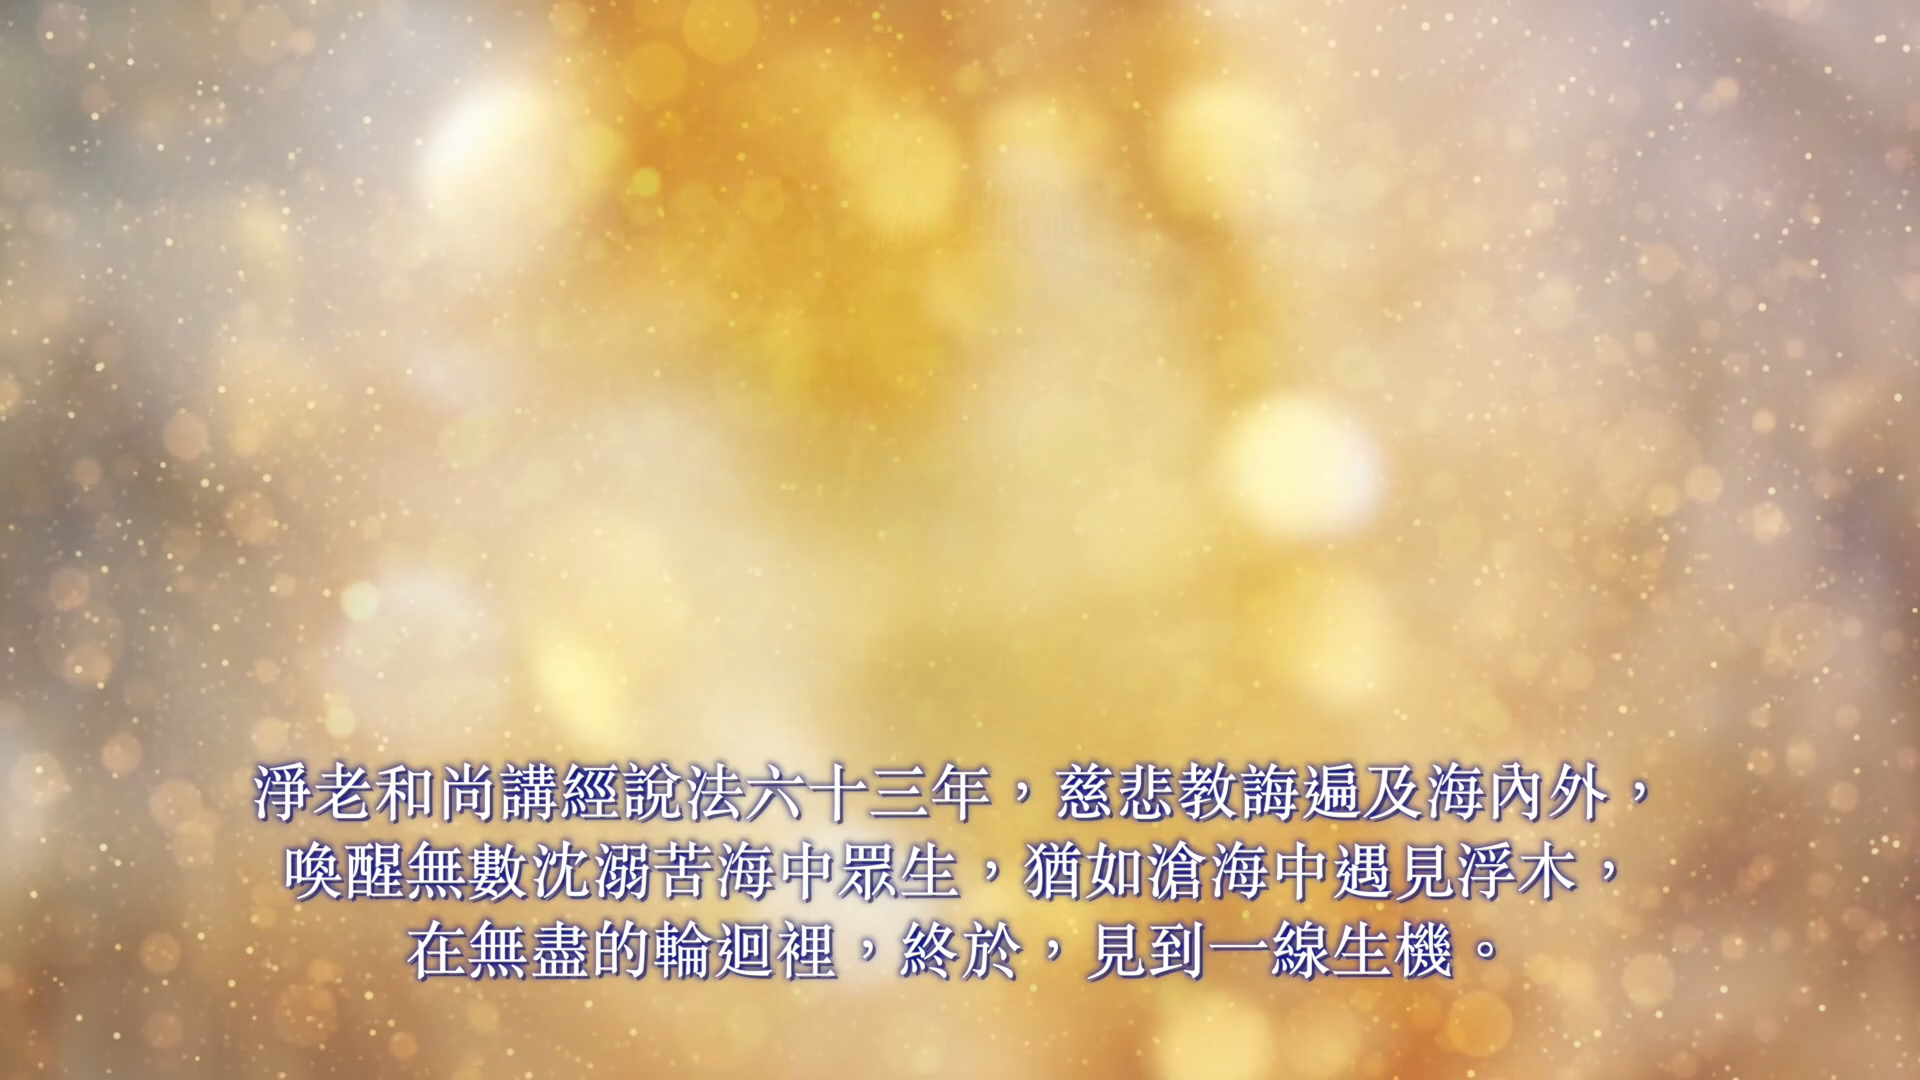 淨老和尚講經說法六十三年，慈悲教誨遍及海內外，
喚醒無數沈溺苦海中眾生，猶如滄海中遇見浮木，
在無盡的輪迴裡，終於，見到一線生機。